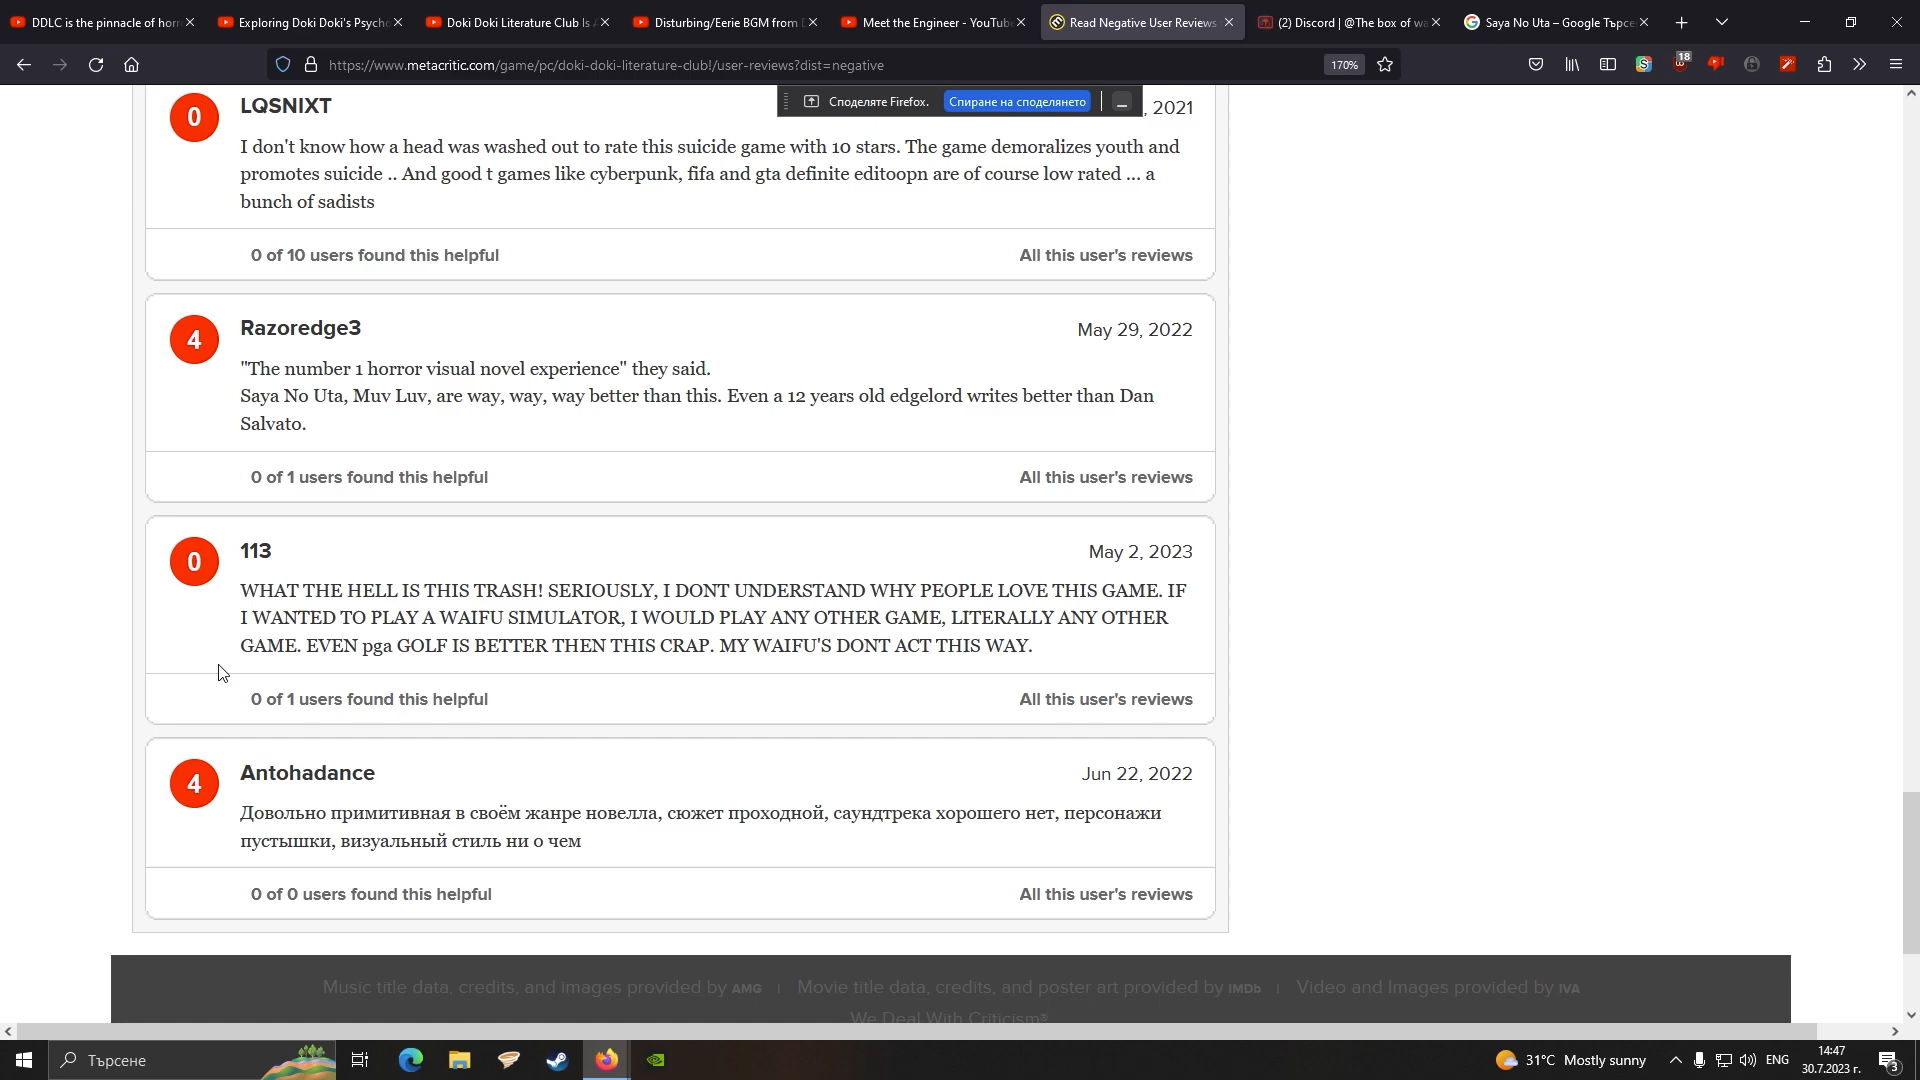 DDLC is the pinnacle of horr
Exploring Doki Doki's Psycho
Doki Doki Literature Club Is
Disturbing/Eerie BGM from
Meet the Engineer - YouTube
Read Negative User Reviews
(2) Discord | @The box of wa
Saya No Uta – Google Търсе
https://www.metacritic.com/game/pc/doki-doki-literature-club!/user-reviews?dist=negative
170%
18
Споделяте Firefox.
Спиране на споделянето
0
LQSNIXT
, 2021
I don't know how a head was washed out to rate this suicide game with 10 stars. The game demoralizes youth and
promotes suicide .. And good t games like cyberpunk, fifa and gta definite editoopn are of course low rated ... a
bunch of sadists
0 of 10 users found this helpful
All this user's reviews
4
Razoredge3
May 29, 2022
"The number 1 horror visual novel experience" they said.
Saya No Uta, Muv Luv, are way, way, way better than this. Even a 12 years old edgelord writes better than Dan
Salvato.
0 of 1 users found this helpful
All this user's reviews
0
113
May 2, 2023
WHAT THE HELL IS THIS TRASH! SERIOUSLY, I DONT UNDERSTAND WHY PEOPLE LOVE THIS GAME. IF
I WANTED TO PLAY A WAIFU SIMULATOR, I WOULD PLAY ANY OTHER GAME, LITERALLY ANY OTHER
GAME. EVEN pga GOLF IS BETTER THEN THIS CRAP. MY WAIFU'S DONT ACT THIS WAY.
0 of 1 users found this helpful
All this user's reviews
4
Antohadance
Jun 22, 2022
Довольно примитивная в своём жанре новелла, сюжет проходной, саундтрека хорошего нет, персонажи
пустышки, визуальный стиль ни о чем
0 of 0 users found this helpful
All this user's reviews
Music title data, credits, and images provided by AMG | Movie title data, credits, and poster art provided by IMDb | Video and Images provided by IVA
We Deal With Criticism®
Търсене
31°C Mostly sunny
ENG
14:47
30.7.2023 г.
3